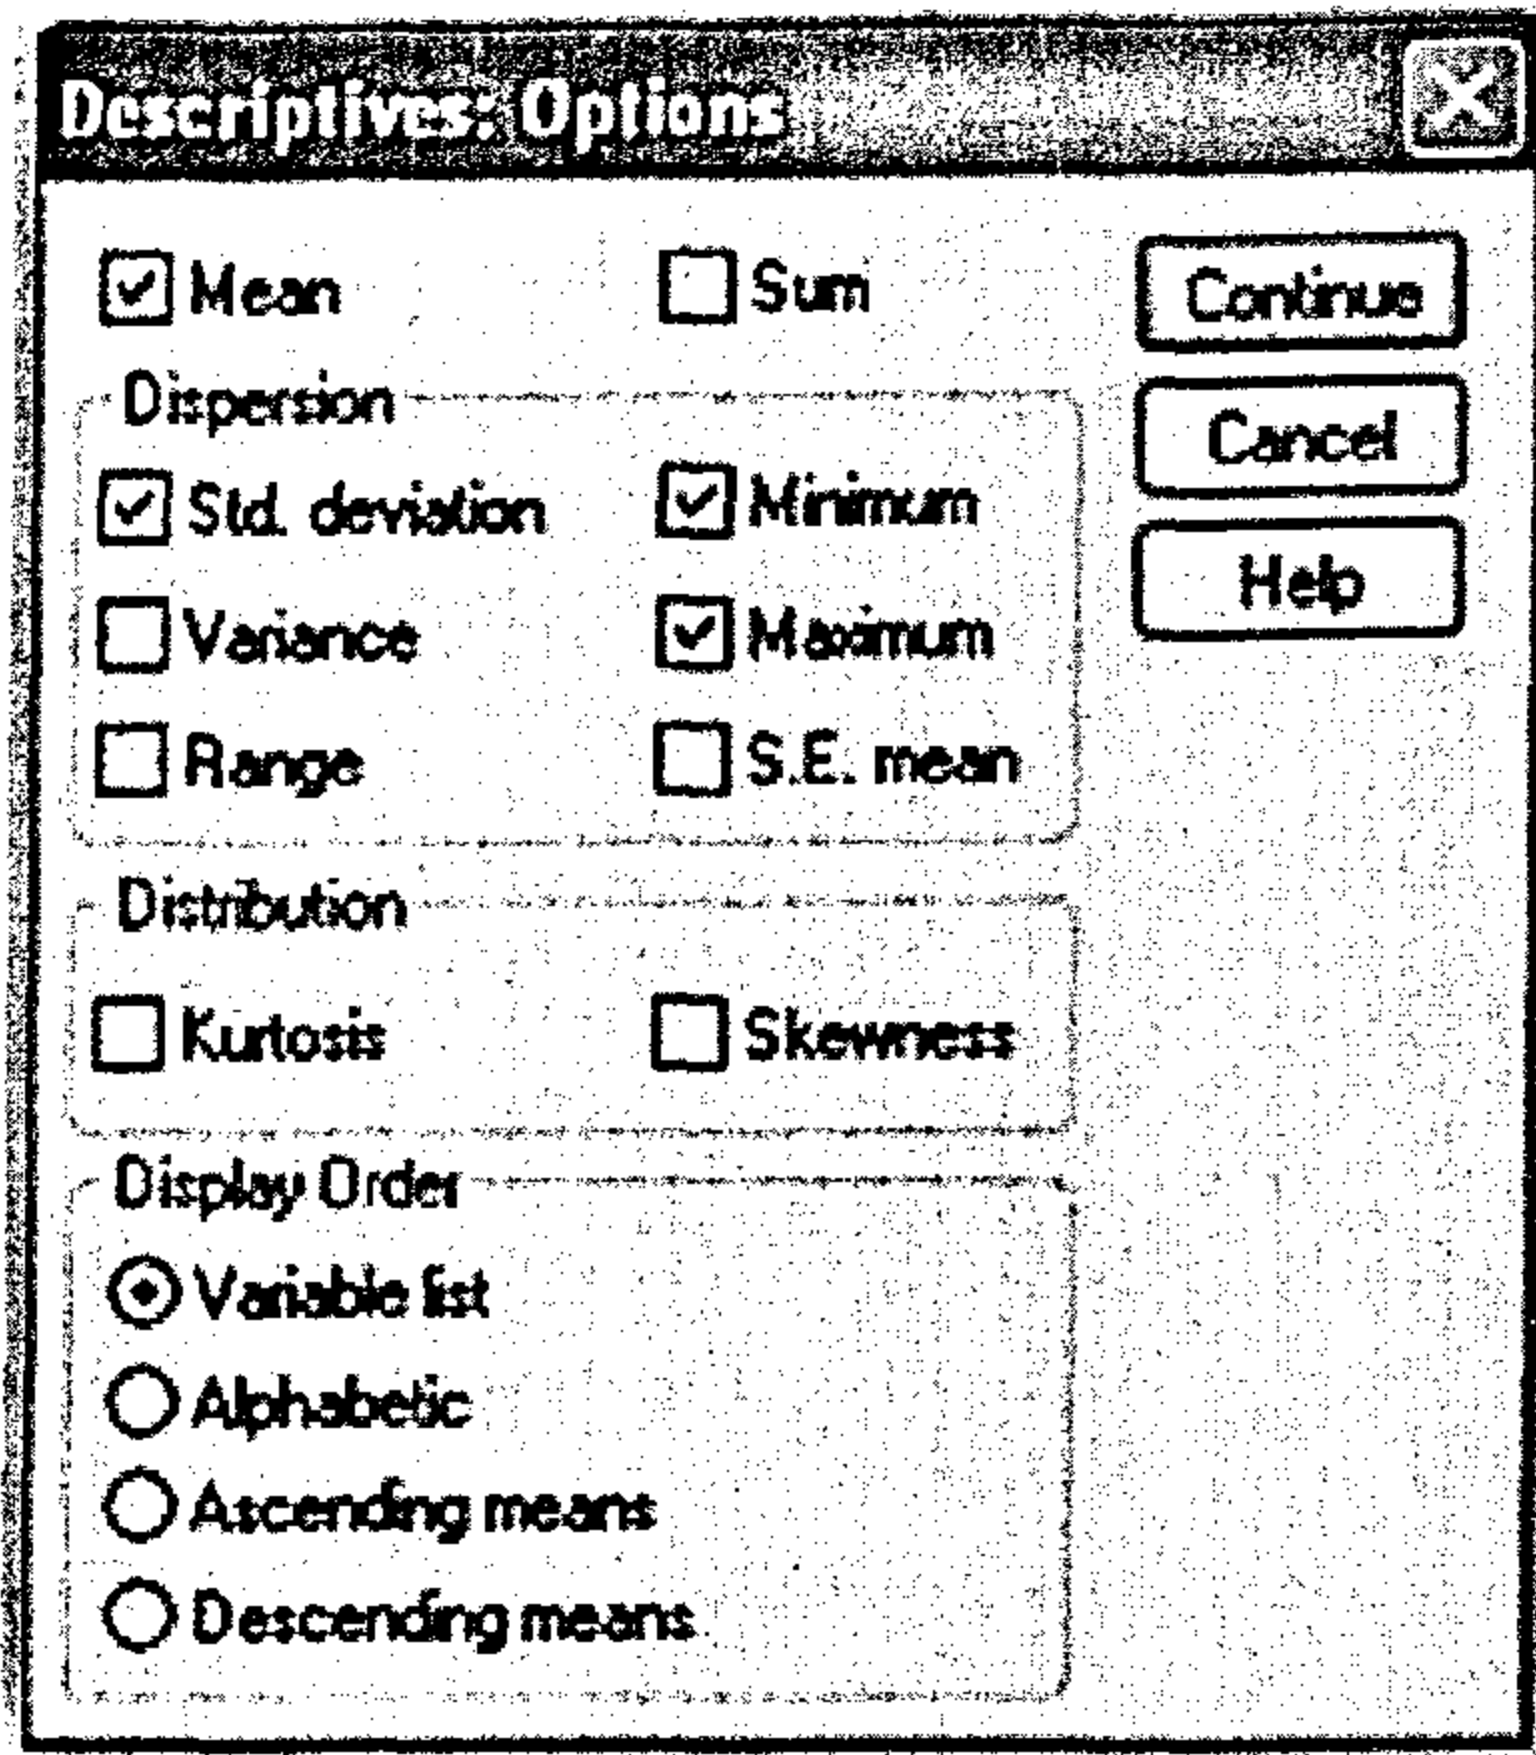 Descriptives: Options
Mean Sum Continue
Dispersion Cancel
Std. deviation Minimum
Help
Variance Maximum
Range S.E. mean
Distribution
Kurtosis Skewness
Display Order
Variable list
Alphabetic
Ascending means
Descending means